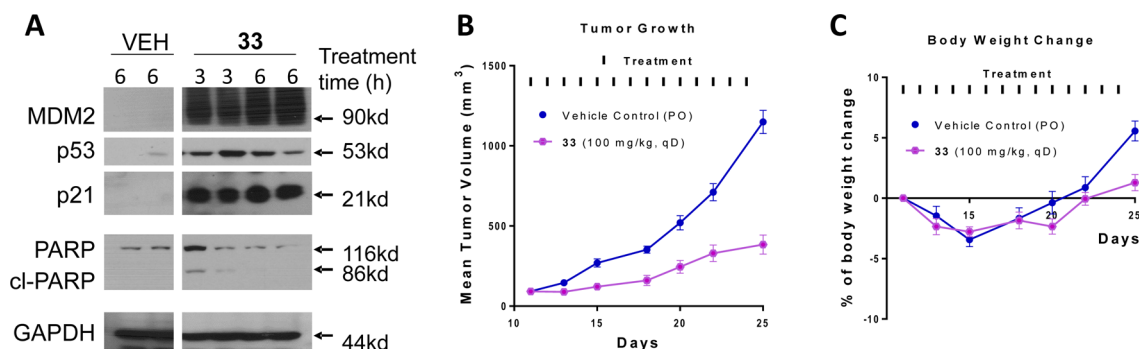 A
VEH
33
Treatment
time (h)
6 6 3 3 6 6
MDM2
90kd
p53
53kd
p21
21kd
PARP
116kd
cl-PARP
86kd
GAPDH
44kd
B
Tumor Growth
Treatment
Vehicle Control (PO)
33 (100 mg/kg, qD)
Mean Tumor Volume (mm³)
1500
1000
500
0
10 15 20 25
Days
C
Body Weight Change
Treatment
Vehicle Control (PO)
33 (100 mg/kg, qD)
% of body weight change
10
5
0
-5
-10
15 20 25
Days